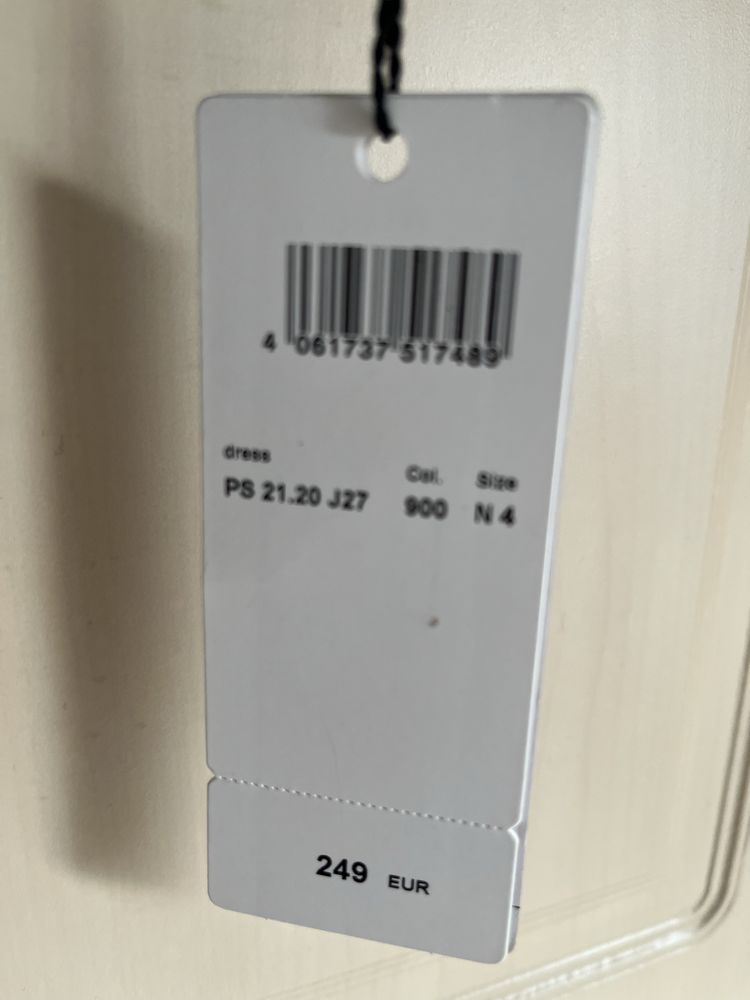 4 061737 517489
dress
Col. Size
PS 21.20 J27 900 N 4
249 EUR